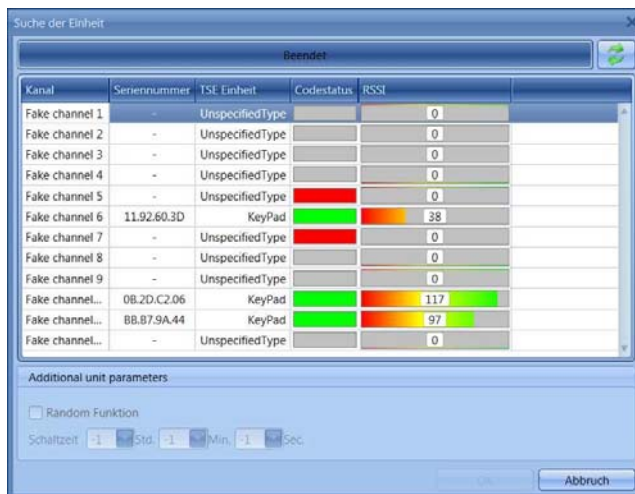 Suche der Einheit
Beendet
Kanal Seriennummer TSE Einheit Codestatus RSSI
Fake channel 1 - UnspecifiedType 0
Fake channel 2 - UnspecifiedType 0
Fake channel 3 - UnspecifiedType 0
Fake channel 4 - UnspecifiedType 0
Fake channel 5 - UnspecifiedType 0
Fake channel 6 11.92.60.3D KeyPad 38
Fake channel 7 - UnspecifiedType 0
Fake channel 8 - UnspecifiedType 0
Fake channel 9 - UnspecifiedType 0
Fake channel... 0B.2D.C2.06 KeyPad 117
Fake channel... BB.B7.9A.44 KeyPad 97
Fake channel... - UnspecifiedType 0
Additional unit parameters
Random Funktion
Schaltzeit -1 Std. -1 Min. -1 Sec.
OK Abbruch